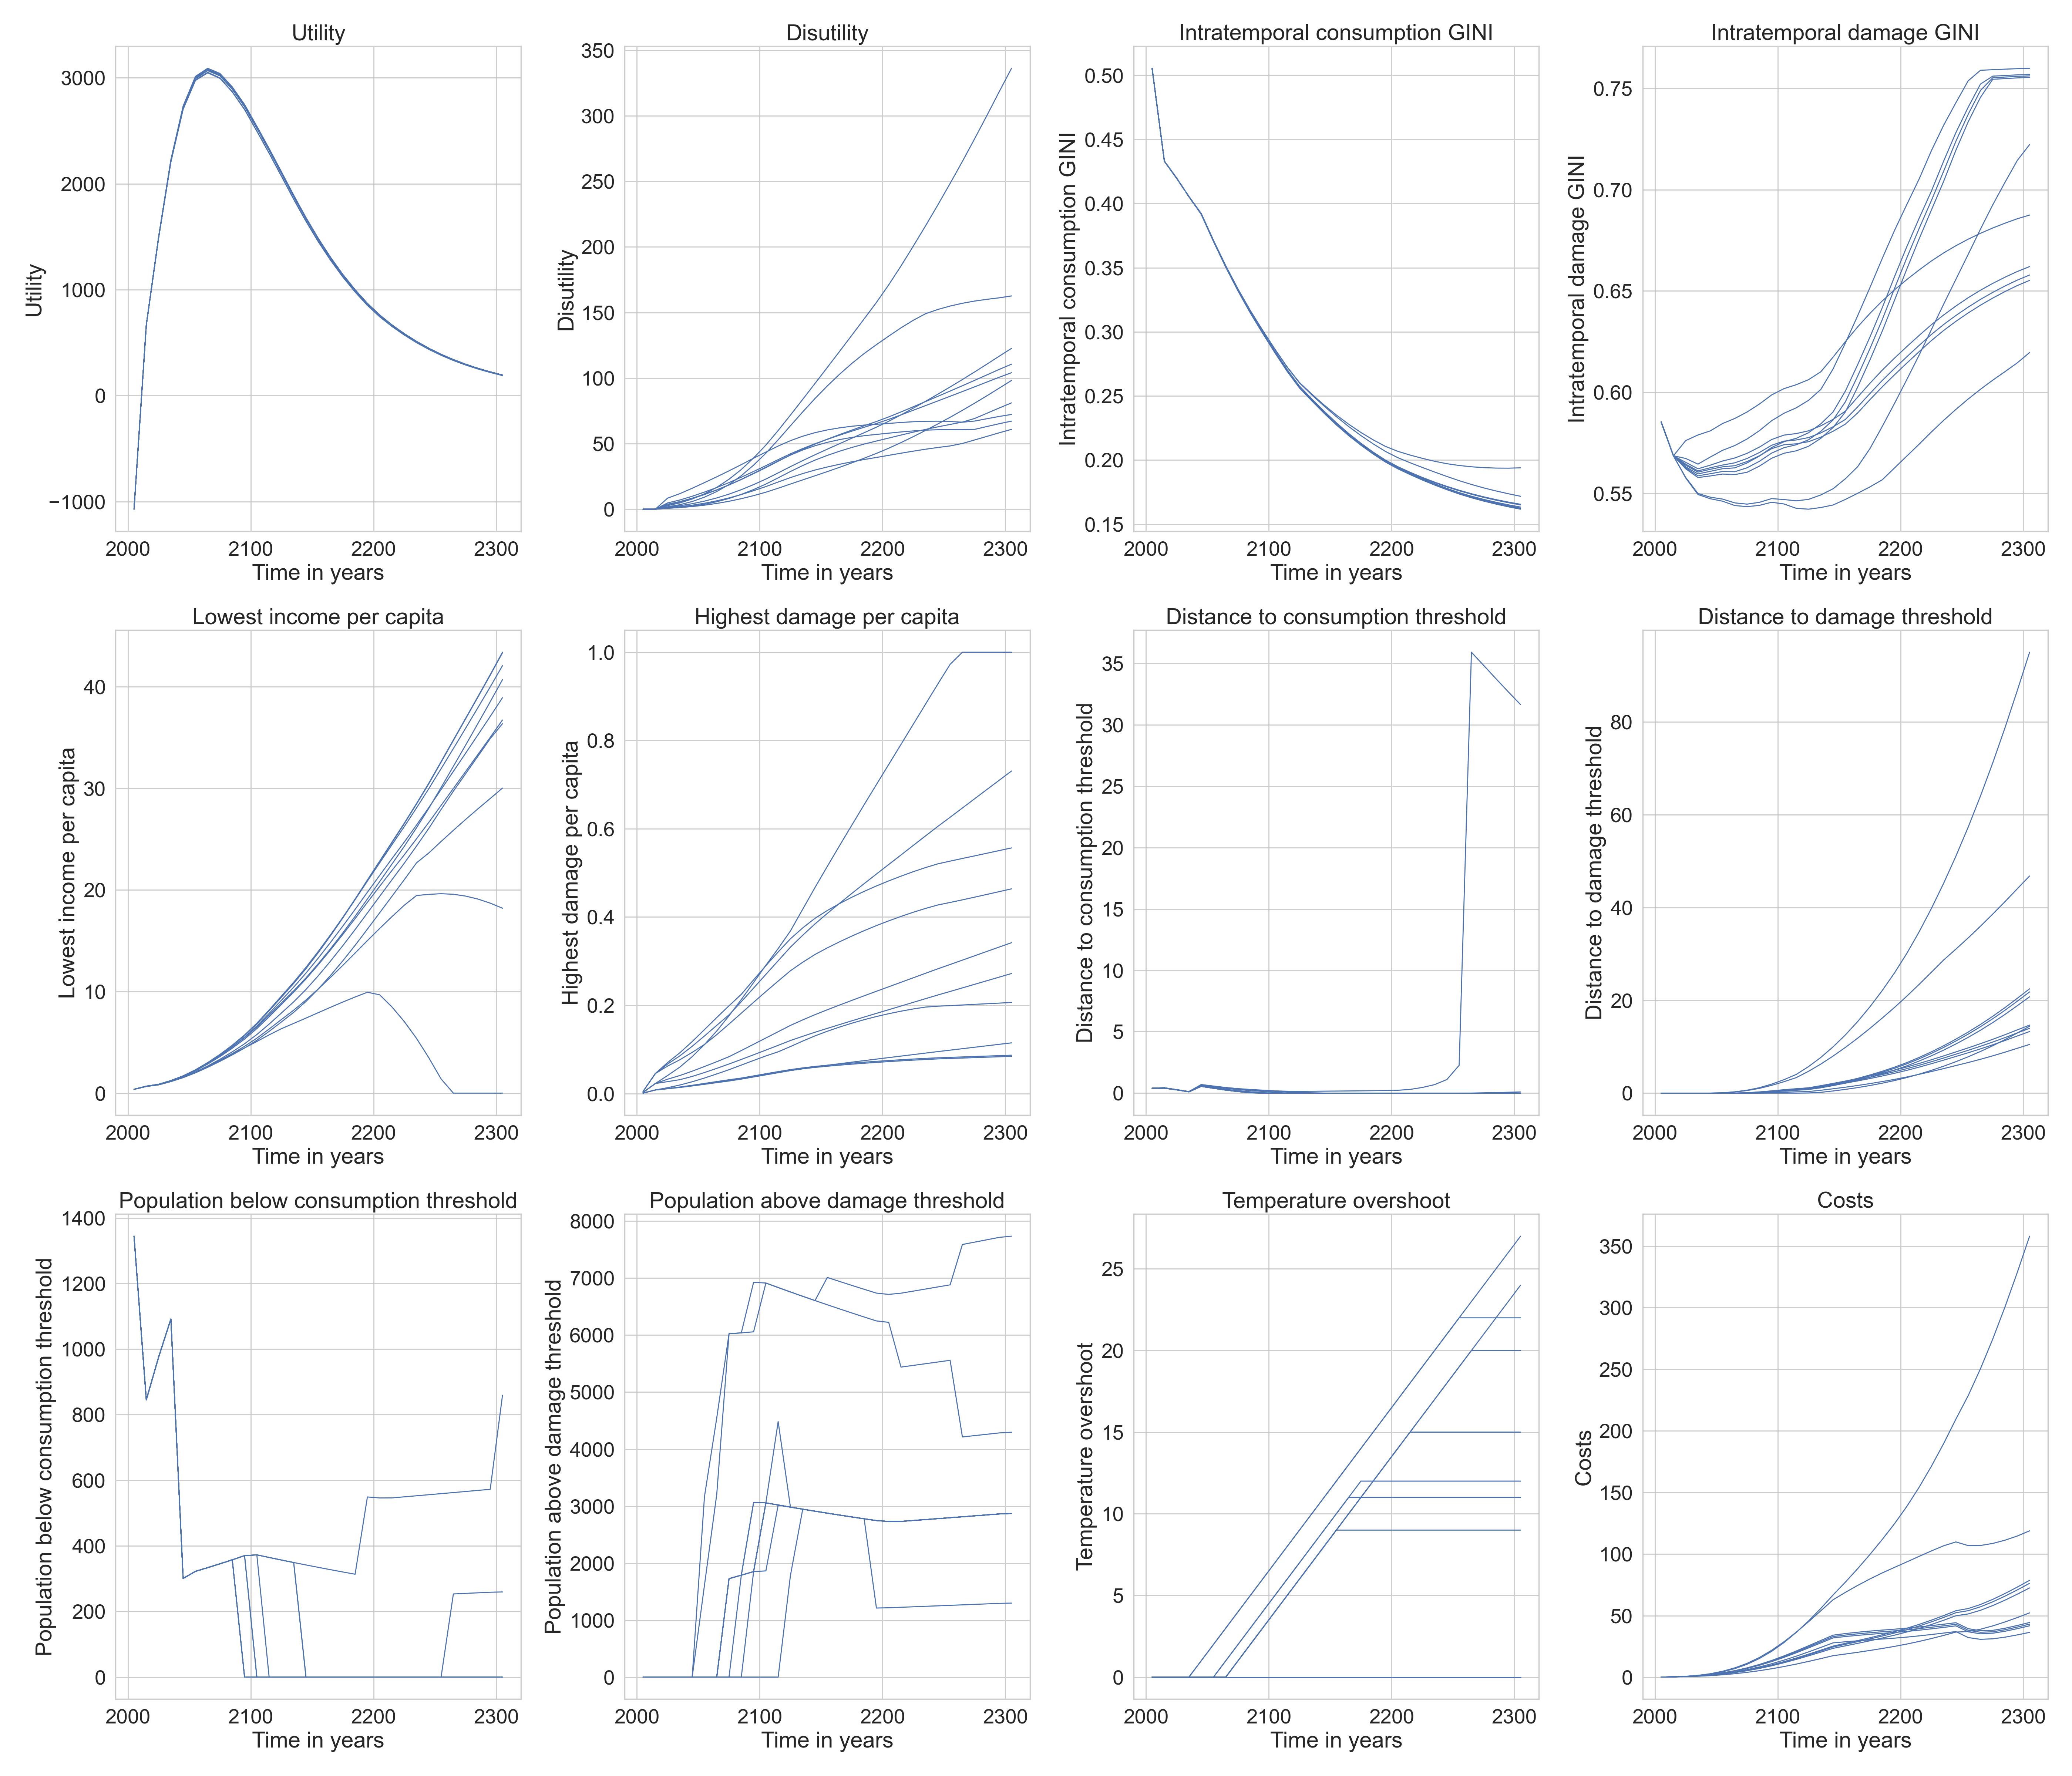 Utility
Utility
3000
2000
1000
0
−1000
2000 2100 2200 2300
Time in years
Disutility
Disutility
350
300
250
200
150
100
50
0
2000 2100 2200 2300
Time in years
Intratemporal consumption GINI
Intratemporal consumption GINI
0.50
0.45
0.40
0.35
0.30
0.25
0.20
0.15
2000 2100 2200 2300
Time in years
Intratemporal damage GINI
Intratemporal damage GINI
0.75
0.70
0.65
0.60
0.55
2000 2100 2200 2300
Time in years
Lowest income per capita
Lowest income per capita
40
30
20
10
0
2000 2100 2200 2300
Time in years
Highest damage per capita
Highest damage per capita
1.0
0.8
0.6
0.4
0.2
0.0
2000 2100 2200 2300
Time in years
Distance to consumption threshold
Distance to consumption threshold
35
30
25
20
15
10
5
0
2000 2100 2200 2300
Time in years
Distance to damage threshold
Distance to damage threshold
80
60
40
20
0
2000 2100 2200 2300
Time in years
Population below consumption threshold
Population below consumption threshold
1400
1200
1000
800
600
400
200
0
2000 2100 2200 2300
Time in years
Population above damage threshold
Population above damage threshold
8000
7000
6000
5000
4000
3000
2000
1000
0
2000 2100 2200 2300
Time in years
Temperature overshoot
Temperature overshoot
25
20
15
10
5
0
2000 2100 2200 2300
Time in years
Costs
Costs
350
300
250
200
150
100
50
0
2000 2100 2200 2300
Time in years